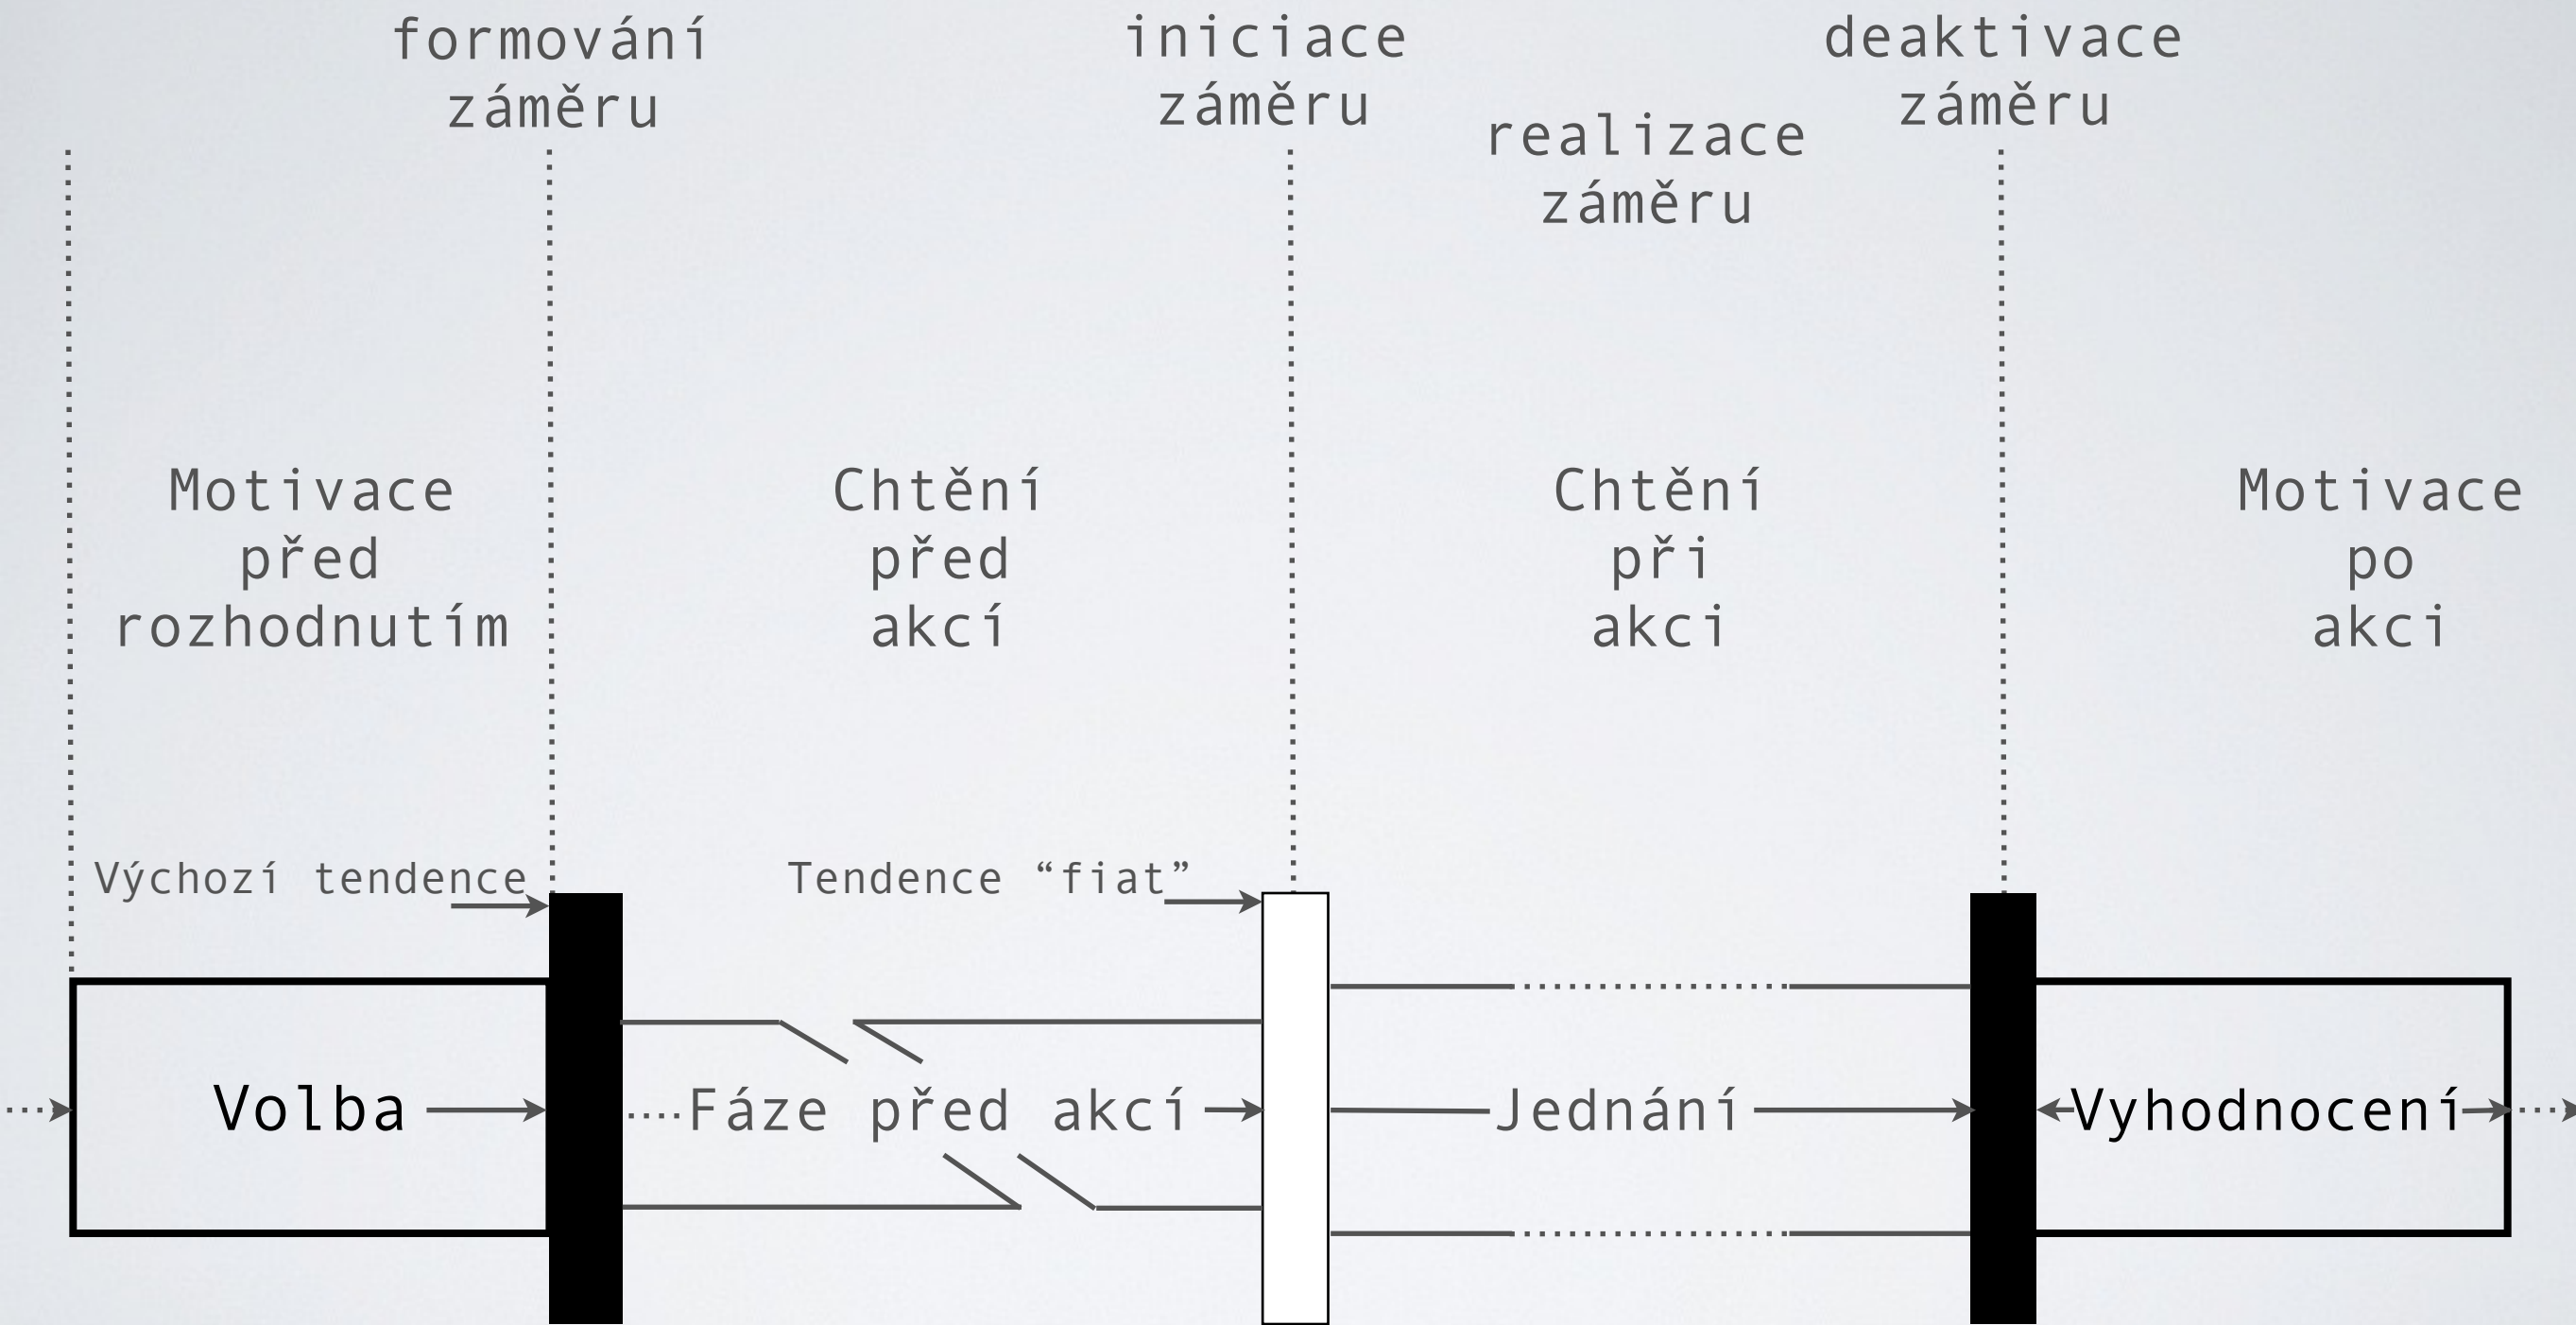 formování
záměru
iniciace
záměru
realizace
záměru
deaktivace
záměru
Motivace
před
rozhodnutím
Chtění
před
akcí
Chtění
při
akci
Motivace
po
akci
Výchozí tendence
Tendence “fiat”
Volba
Fáze před akcí
Jednání
Vyhodnocení